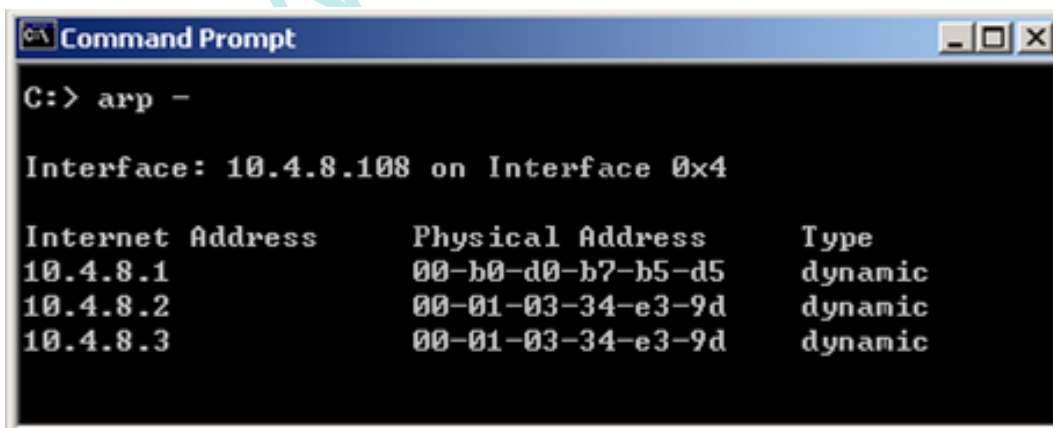 Command Prompt
C:> arp -
Interface: 10.4.8.108 on Interface 0x4
Internet Address Physical Address Type
10.4.8.1 00-b0-d0-b7-b5-d5 dynamic
10.4.8.2 00-01-03-34-e3-9d dynamic
10.4.8.3 00-01-03-34-e3-9d dynamic